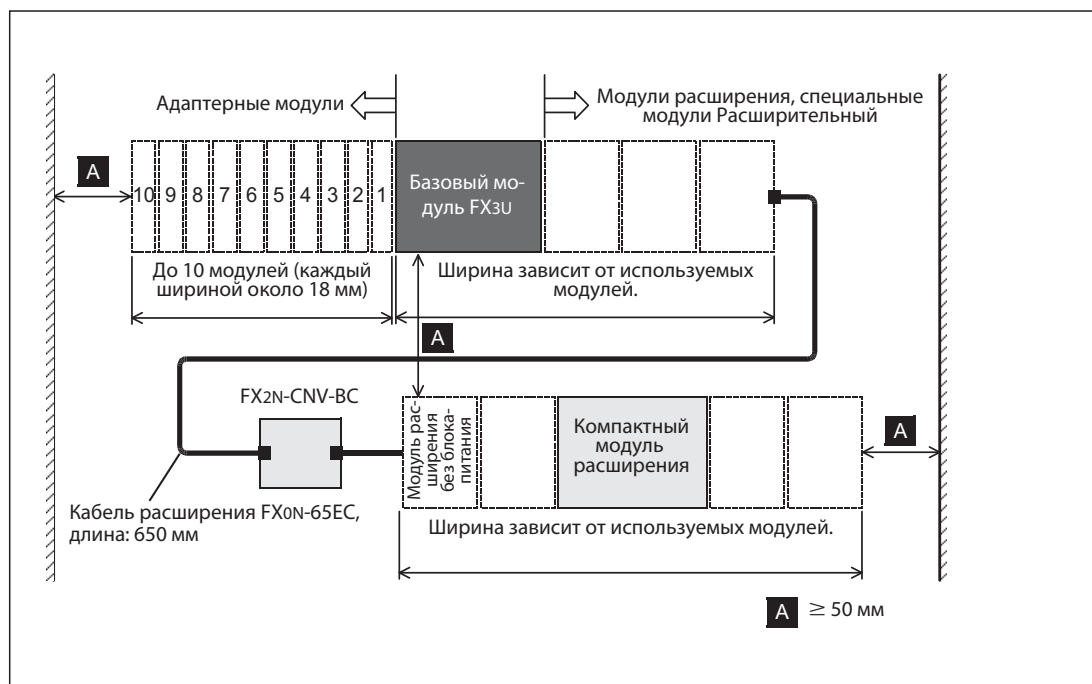 Адаптерные модули
Модули расширения, специальные
модули Расширительный
A
10 9 8 7 6 5 4 3 2 1
Базовый мо-
дуль FX3U
До 10 модулей (каждый
шириной около 18 мм)
Ширина зависит от используемых
модулей.
A
FX2N-CNV-BC
Модуль рас-
ширения
без блока-
питания
Компактный
модуль
расширения
A
Кабель расширения FX0N-65EC,
длина: 650 мм
Ширина зависит от используемых модулей.
A ≥ 50 мм